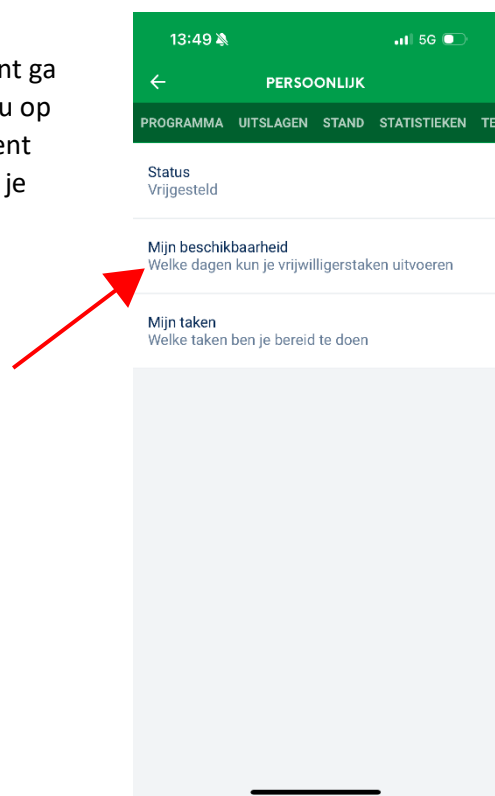 nt ga
u op
ent
je
13:49
5G
PERSOONLIJK
PROGRAMMA UITSLAGEN STAND STATISTIEKEN TE
Status
Vrijgesteld
Mijn beschikbaarheid
Welke dagen kun je vrijwilligerstaken uitvoeren
Mijn taken
Welke taken ben je bereid te doen